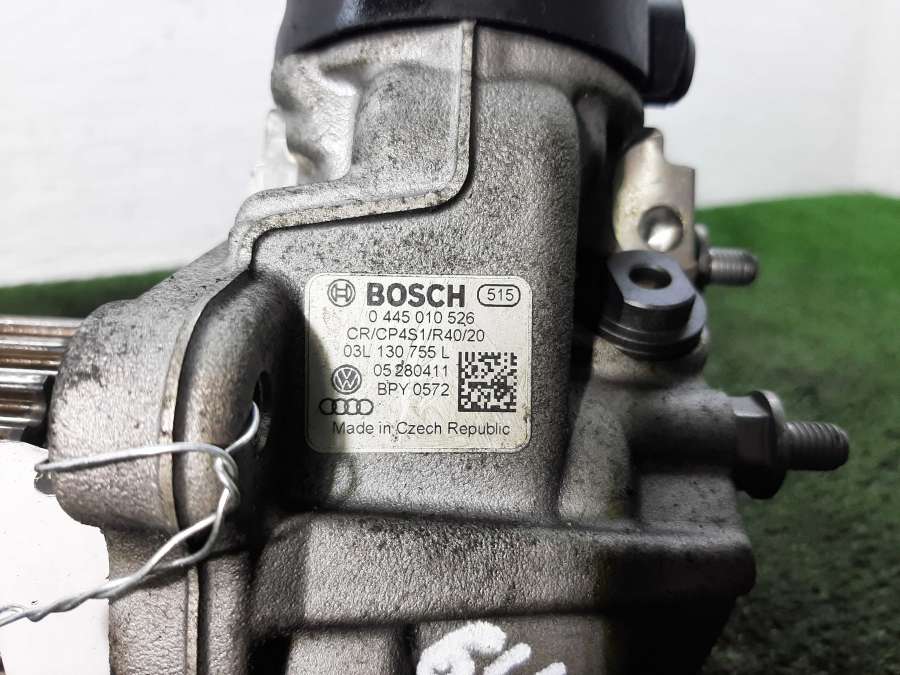 BOSCH 515
0 445 010 526
CR/CP4S1/R40/20
03L 130 755 L
05 280411
BPY 0572
Made in Czech Republic